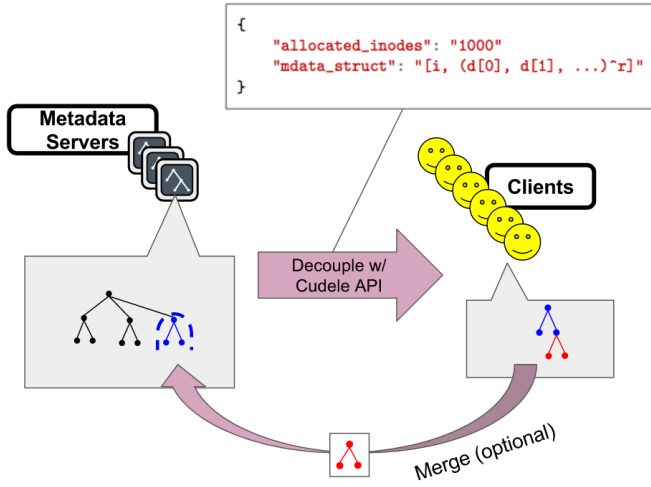 {
"allocated_inodes": "1000"
"mdata_struct": "[i, (d[0], d[1], ...)^r]"
}
Metadata
Servers
Clients
Decouple w/
Cudele API
Merge (optional)